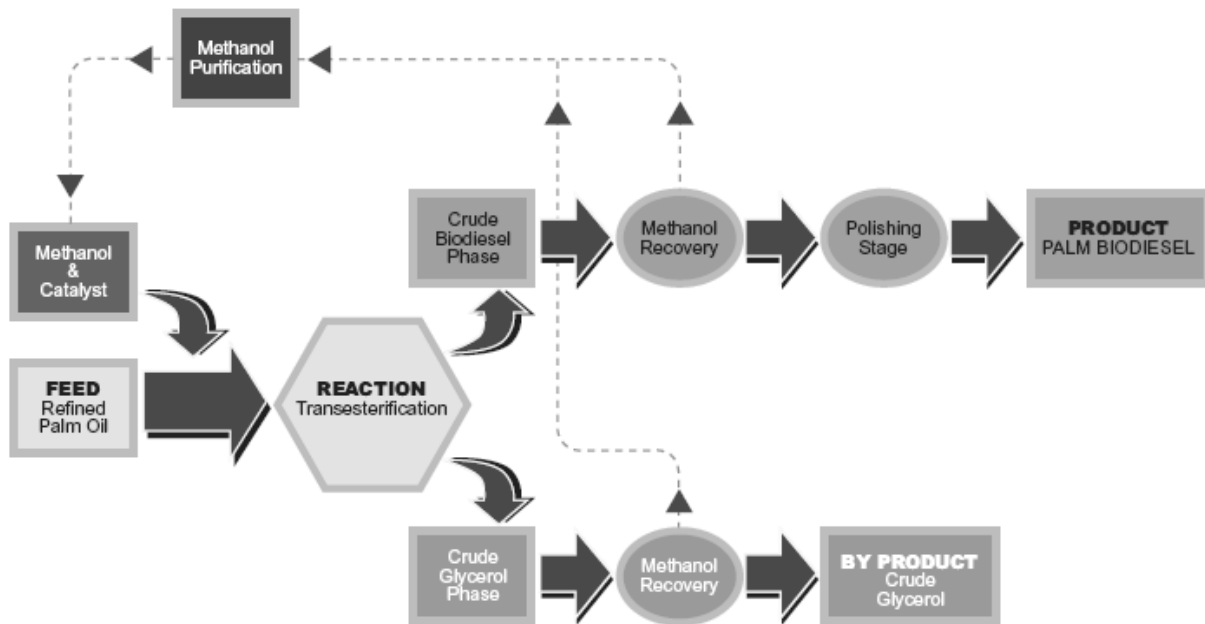 Methanol
Purification
Methanol
&
Catalyst
Crude
Biodiesel
Phase
Methanol
Recovery
Polishing
Stage
PRODUCT
PALM BIODIESEL
FEED
Refined
Palm Oil
REACTION
Transesterification
Crude
Glycerol
Phase
Methanol
Recovery
BY PRODUCT
Crude
Glycerol